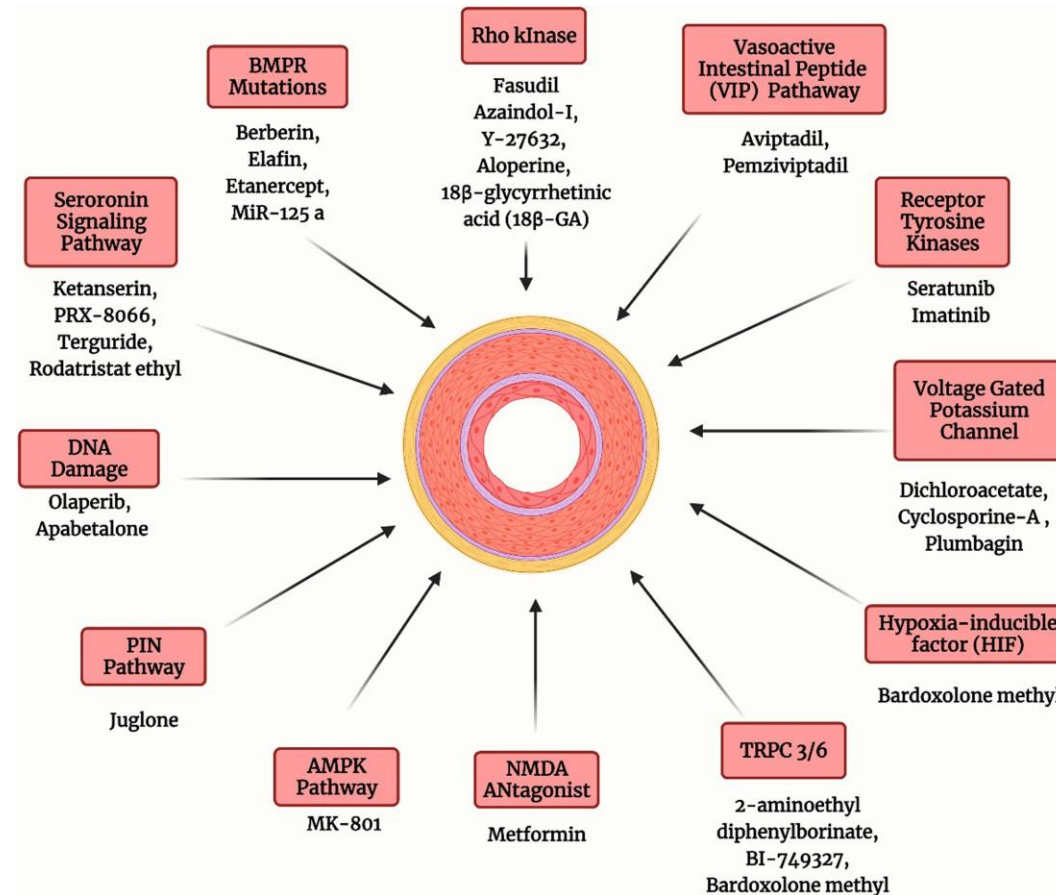 Rho kInase
Fasudil
Azaindol-I,
Y-27632,
Aloperine,
18β-glycyrrhetinic
acid (18β-GA)
Vasoactive
Intestinal Peptide
(VIP) Pathaway
Aviptadil,
Pemziviptadil
BMPR
Mutations
Berberin,
Elafin,
Etanercept,
MiR-125 a
Seroronin
Signaling
Pathway
Ketanserin,
PRX-8066,
Terguride,
Rodatristat ethyl
Receptor
Tyrosine
Kinases
Seratunib
Imatinib
Voltage Gated
Potassium
Channel
Dichloroacetate,
Cyclosporine-A ,
Plumbagin
DNA
Damage
Olaperib,
Apabetalone
PIN
Pathway
Juglone
Hypoxia-inducible
factor (HIF)
Bardoxolone methyl
AMPK
Pathway
MK-801
NMDA
ANtagonist
Metformin
TRPC 3/6
2-aminoethyl
diphenylborinate,
BI-749327,
Bardoxolone methyl